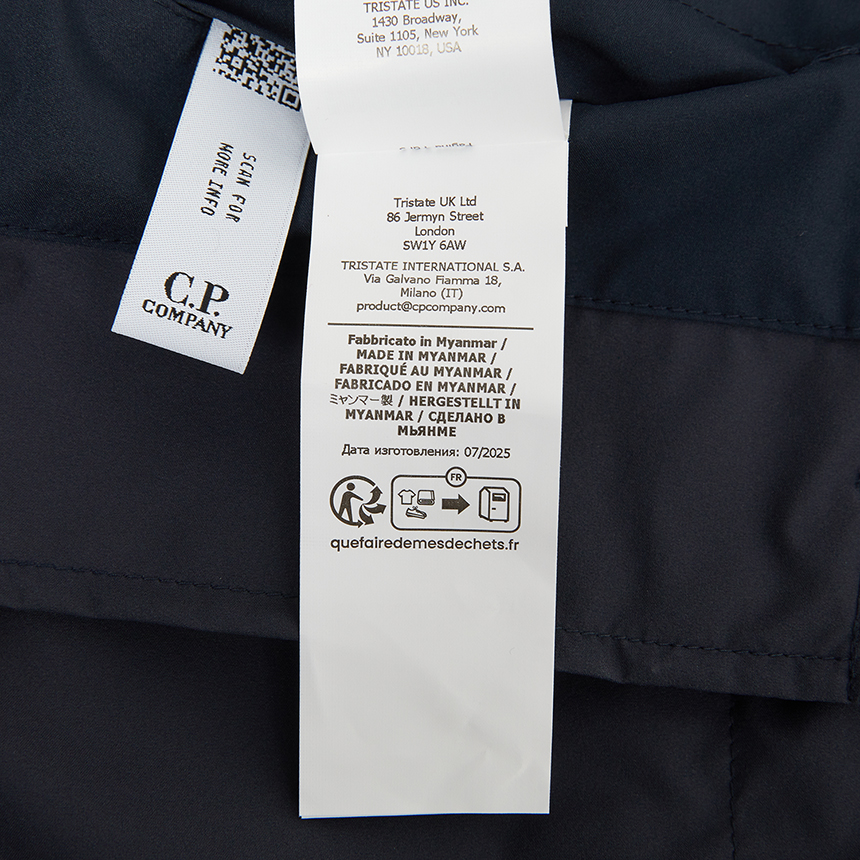 TRISTATE US INC.
1430 Broadway,
Suite 1105, New York
NY 10018, USA
SCAN FOR
MORE INFO
C.P.
COMPANY
Tristate UK Ltd
86 Jermyn Street
London
SW1Y 6AW
TRISTATE INTERNATIONAL S.A.
Via Galvano Fiamma 18,
Milano (IT)
product@cpcompany.com
Fabbricato in Myanmar /
MADE IN MYANMAR /
FABRIQUÉ AU MYANMAR /
FABRICADO EN MYANMAR /
ミャンマー製 / HERGESTELLT IN
MYANMAR / СДЕЛАНО В
МЬЯНМЕ
Дата изготовления: 07/2025
FR
quefairedemesdechets.fr